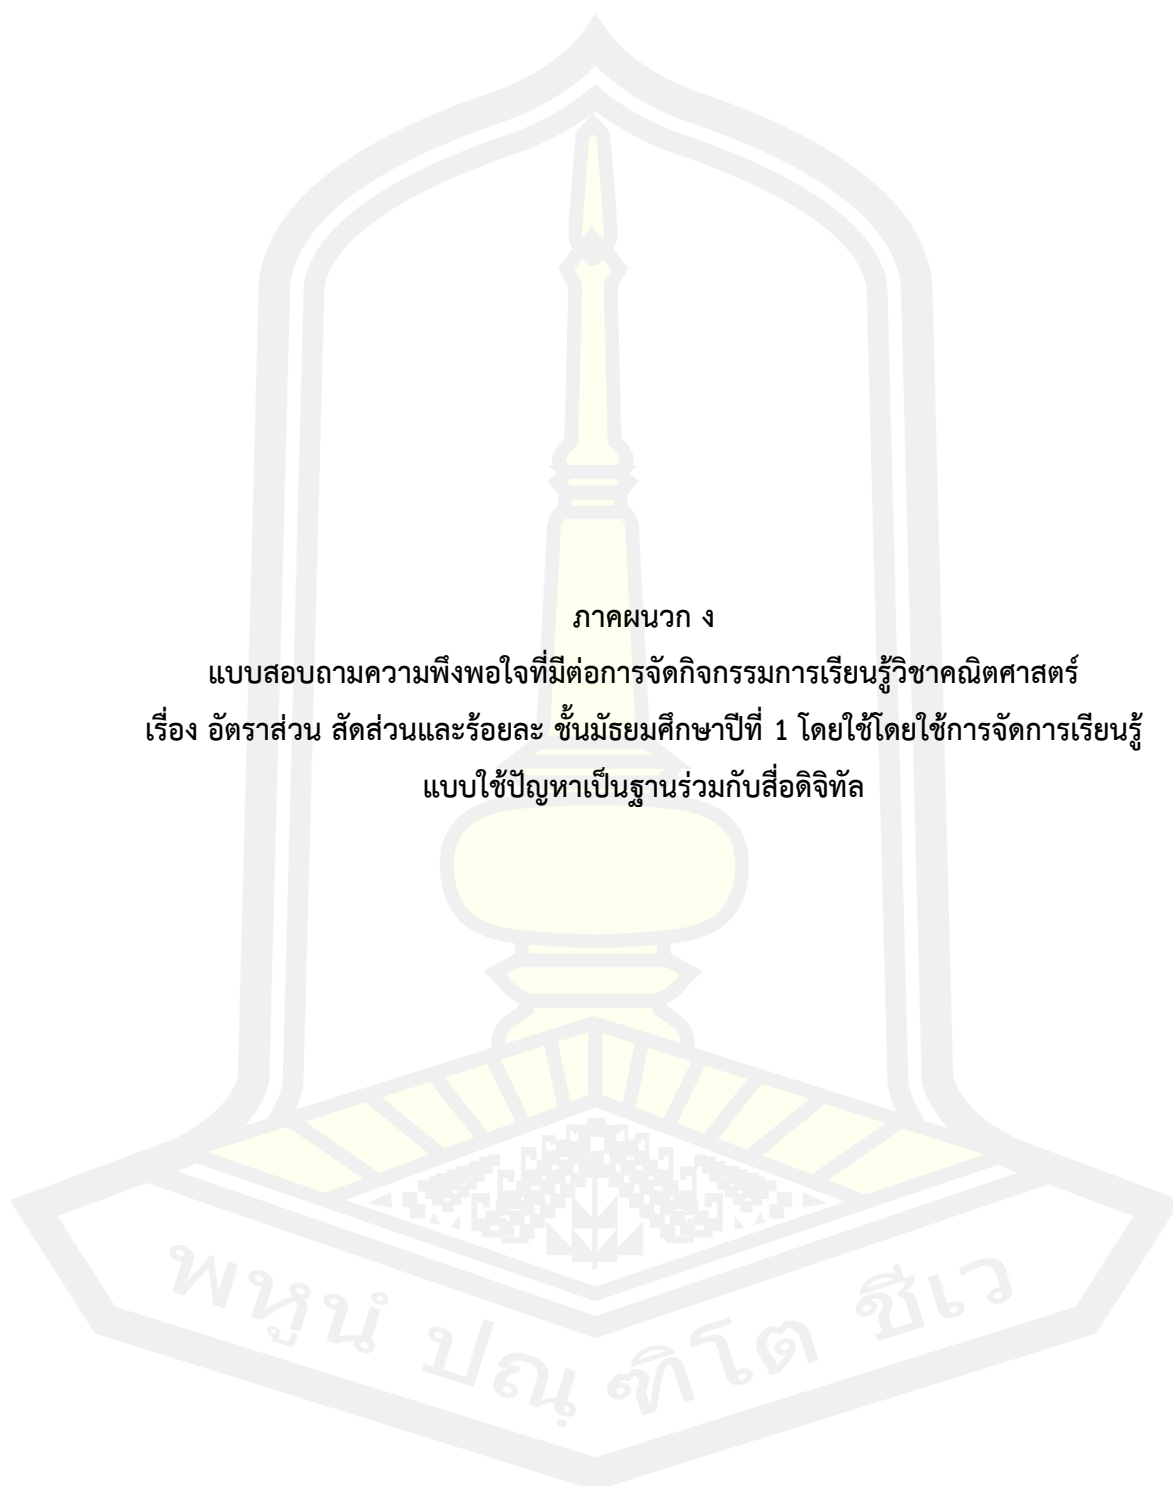 ภาคผนวก ง
แบบสอบถามความพึงพอใจที่มีต่อการจัดกิจกรรมการเรียนรู้วิชาคณิตศาสตร์
เรื่อง อัตราส่วน สัดส่วนและร้อยละ ชั้นมัธยมศึกษาปีที่ 1 โดยใช้โดยใช้การจัดการเรียนรู้
แบบใช้ปัญหาเป็นฐานร่วมกับสื่อดิจิทัล
พหูนํ ปณฺ ฑิโต ชีเว